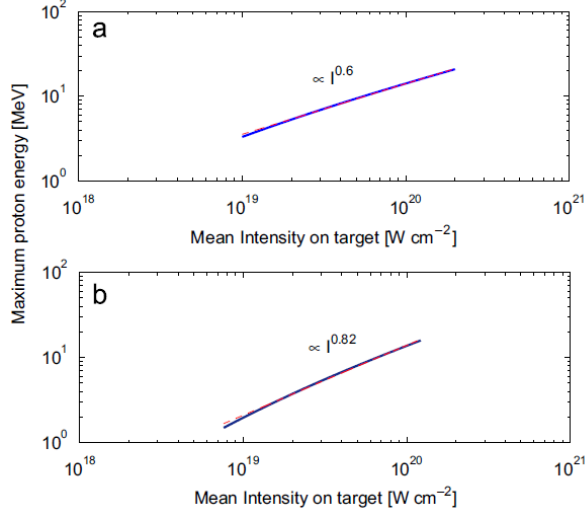 a
10^2
10^1
10^0
∝ I^0.6
10^18 10^19 10^20 10^21
Mean Intensity on target [W cm^−2]
Maximum proton energy [MeV]
b
10^2
10^1
10^0
∝ I^0.82
10^18 10^19 10^20 10^21
Mean Intensity on target [W cm^−2]